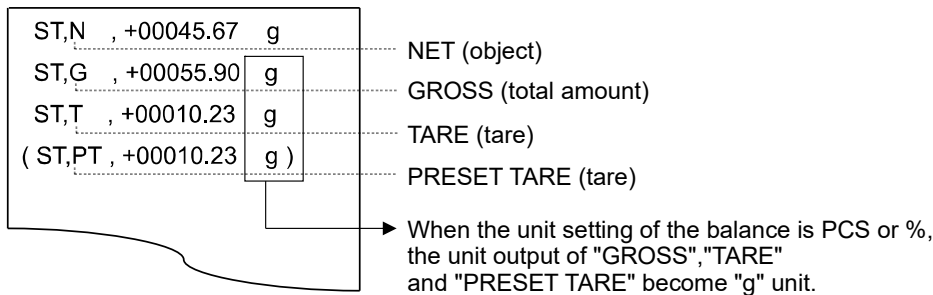 ST,N , +00045.67 g
NET (object)
ST,G , +00055.90 g
GROSS (total amount)
ST,T , +00010.23 g
TARE (tare)
( ST,PT , +00010.23 g )
PRESET TARE (tare)
When the unit setting of the balance is PCS or %,
the unit output of "GROSS","TARE"
and "PRESET TARE" become "g" unit.